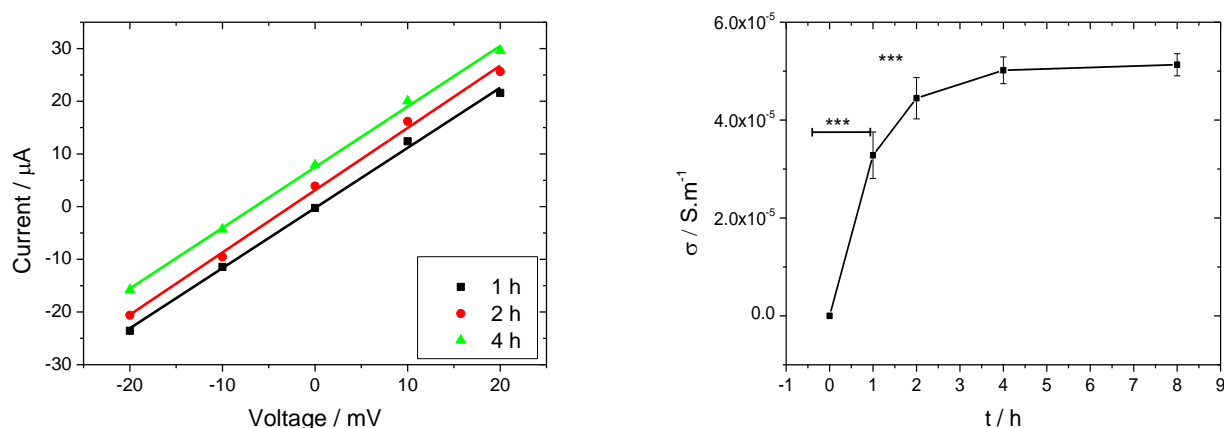 Current / µA
30
20
10
0
-10
-20
-30
-20
-10
0
10
20
Voltage / mV
1 h
2 h
4 h
σ / S.m⁻¹
6.0x10⁻⁵
4.0x10⁻⁵
2.0x10⁻⁵
0.0
***
***
-1 0 1 2 3 4 5 6 7 8 9
t / h